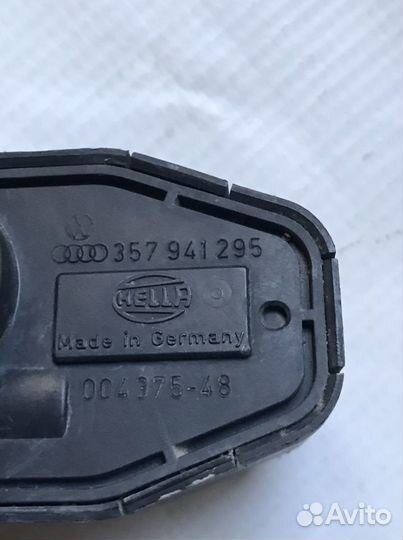 357 941 295
HELLA
Made in Germany
004375-48
Avito